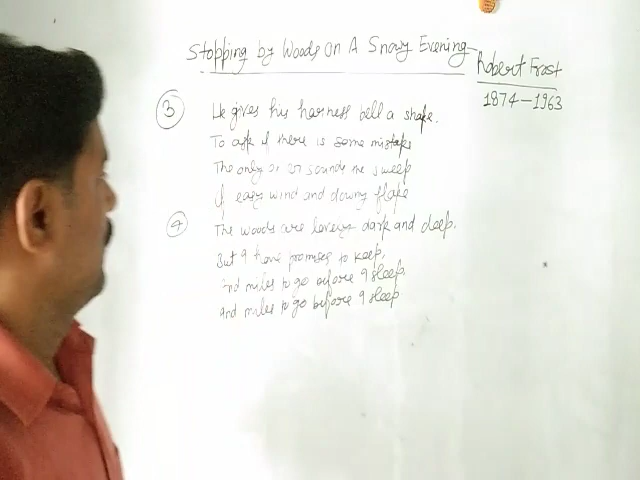 Stopping by Woods On A Snowy Evening-
Robert Frost
1874-1963
3 He gives his harness bell a shake.
To ask if there is some mistake
The only sound the sweep
of easy wind and downy flake
4 The woods are lovely dark and deep.
But I have promises to keep,
And miles to go before I sleep.
And miles to go before I sleep